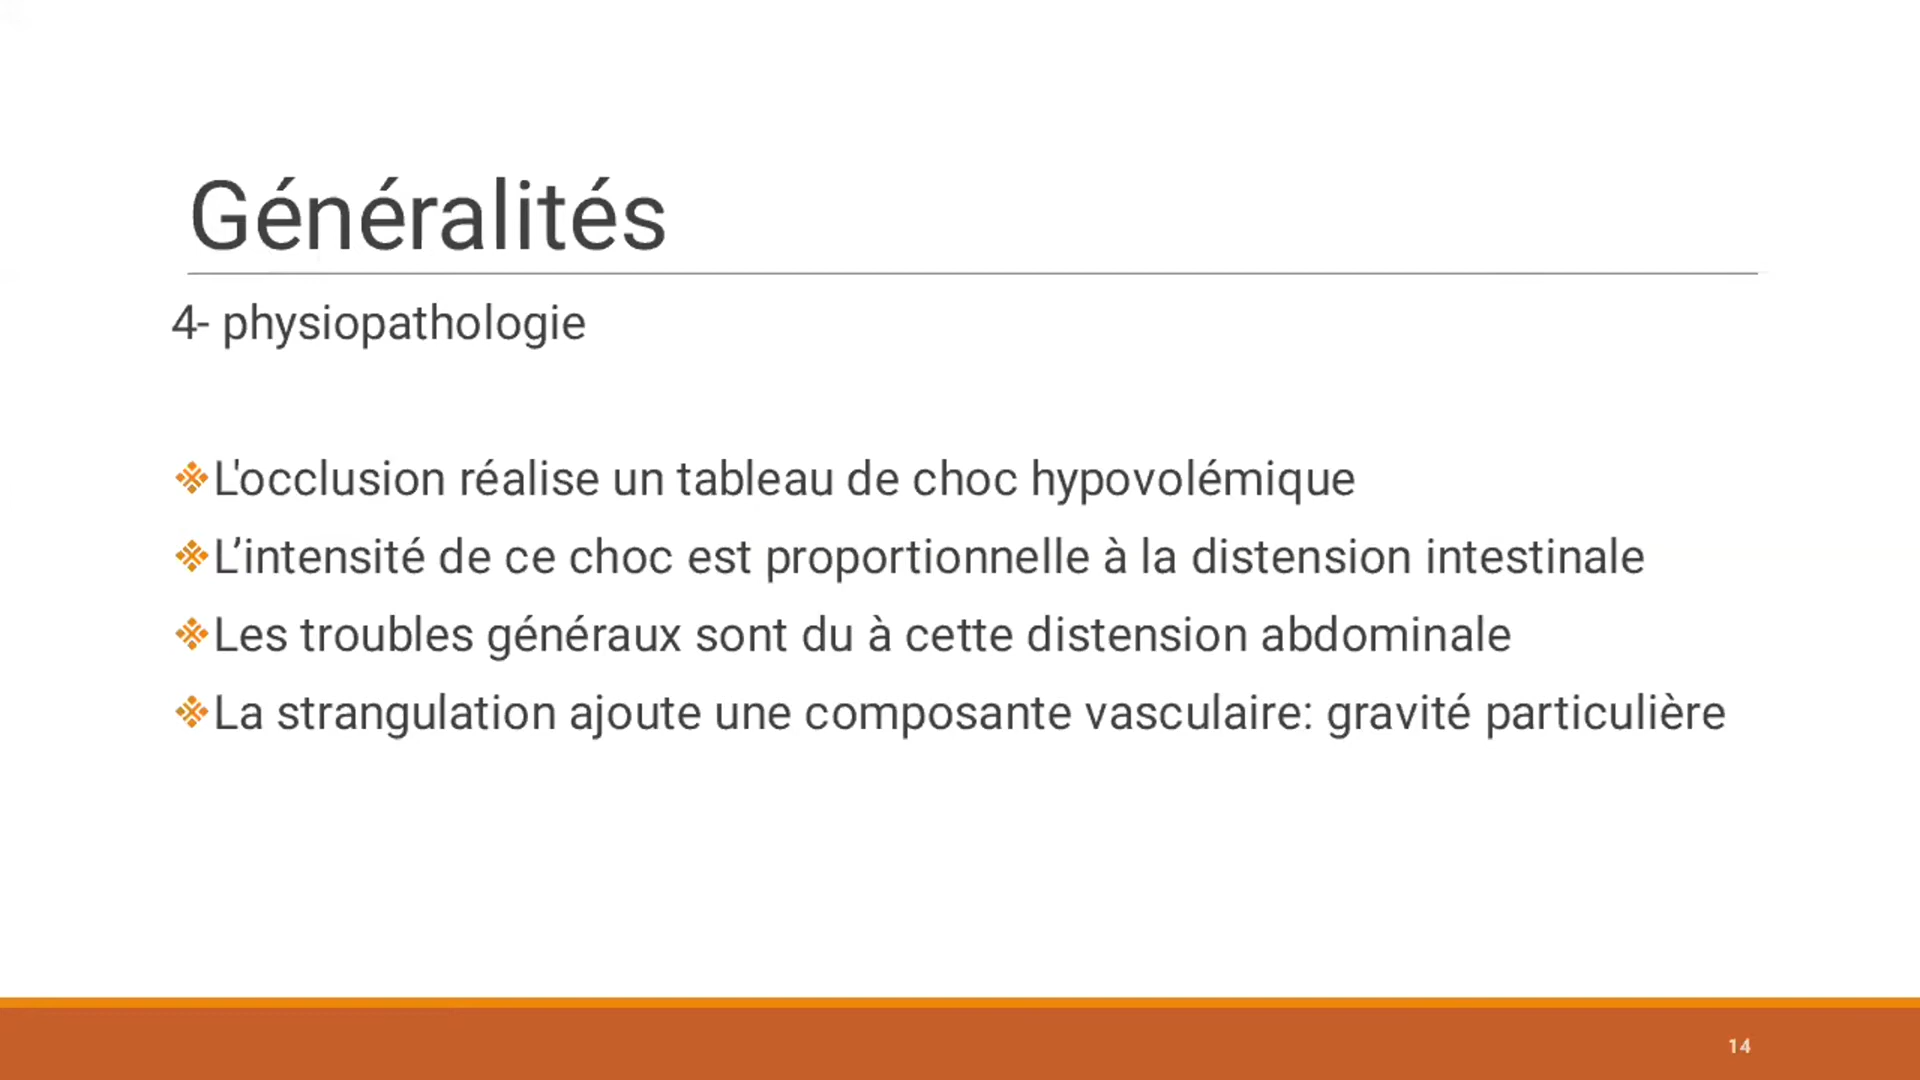 Généralités
4- physiopathologie
L'occlusion réalise un tableau de choc hypovolémique
L’intensité de ce choc est proportionnelle à la distension intestinale
Les troubles généraux sont du à cette distension abdominale
La strangulation ajoute une composante vasculaire: gravité particulière
14